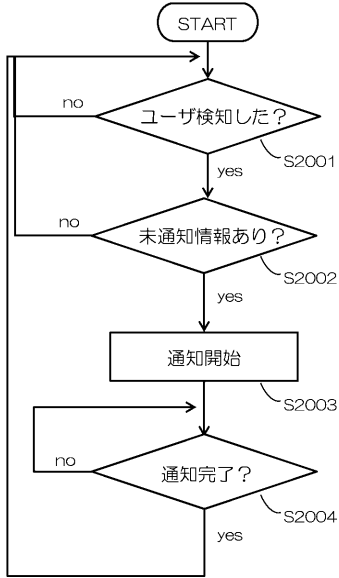 START
no
ユーザ検知した？
S2001
yes
no
未通知情報あり？
S2002
yes
通知開始
S2003
no
通知完了？
S2004
yes